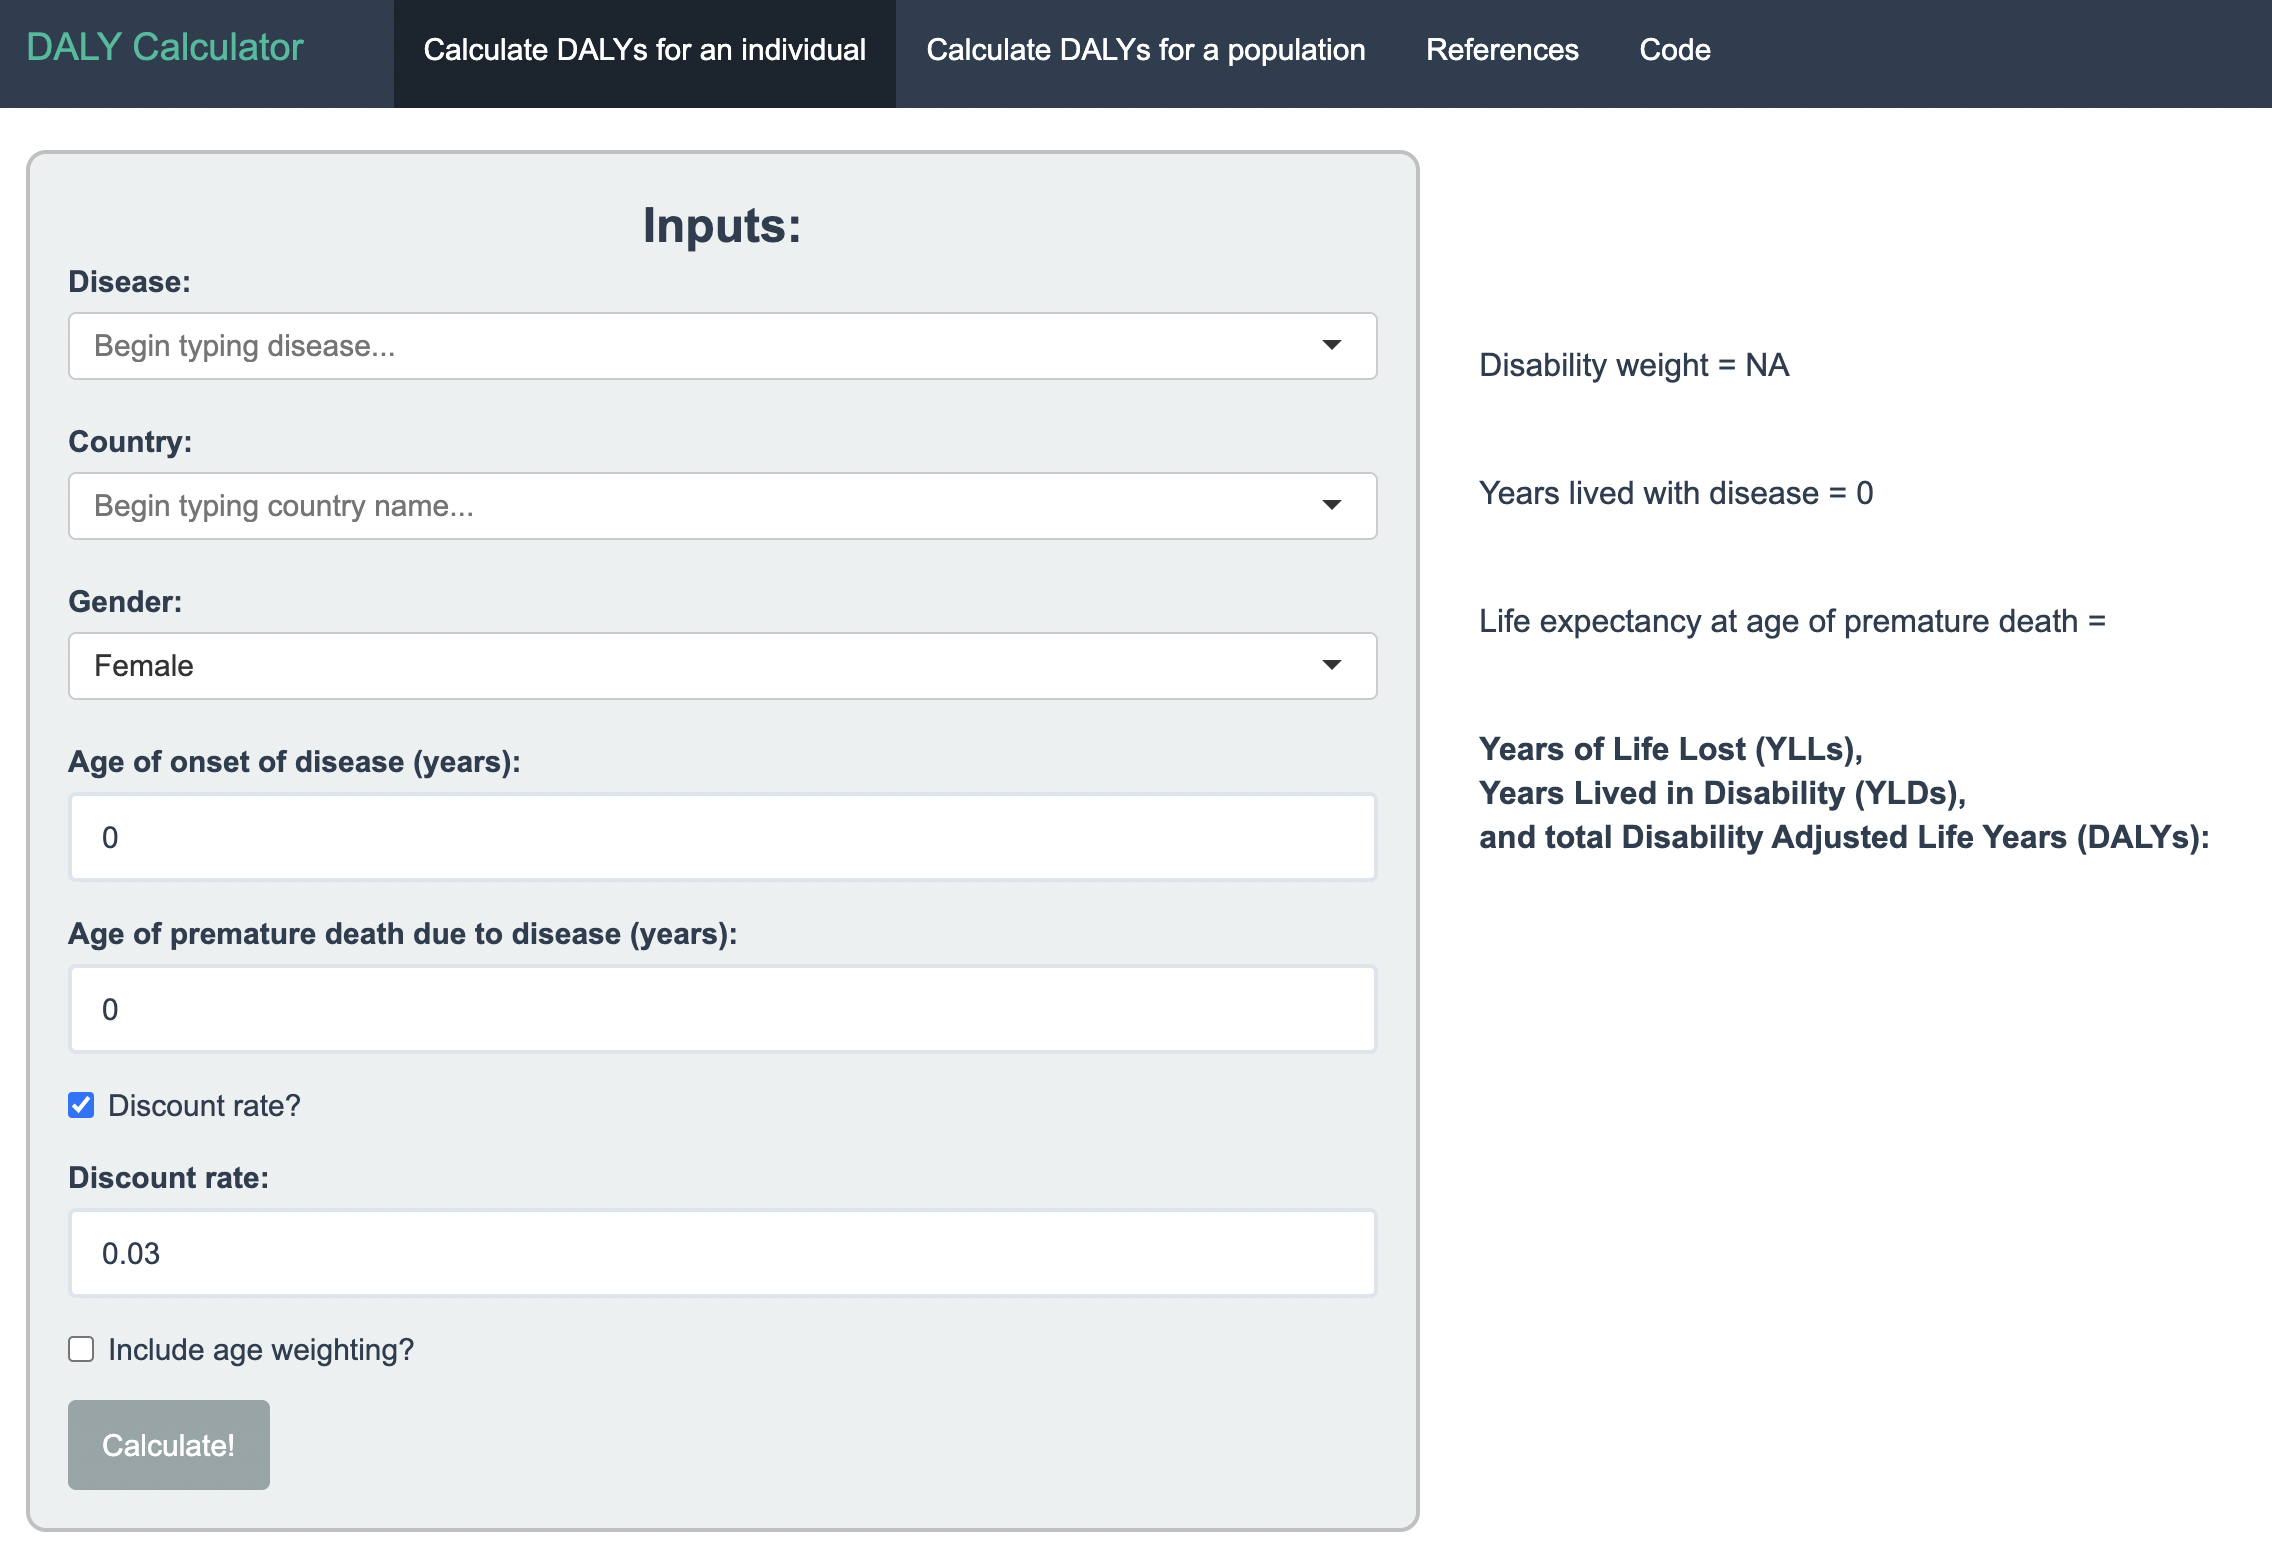 DALY Calculator
Calculate DALYs for an individual
Calculate DALYs for a population
References
Code
Inputs:
Disease:
Begin typing disease...
Country:
Begin typing country name...
Gender:
Female
Age of onset of disease (years):
0
Age of premature death due to disease (years):
0
Discount rate?
Discount rate:
0.03
Include age weighting?
Calculate!
Disability weight = NA
Years lived with disease = 0
Life expectancy at age of premature death =
Years of Life Lost (YLLs),
Years Lived in Disability (YLDs),
and total Disability Adjusted Life Years (DALYs):